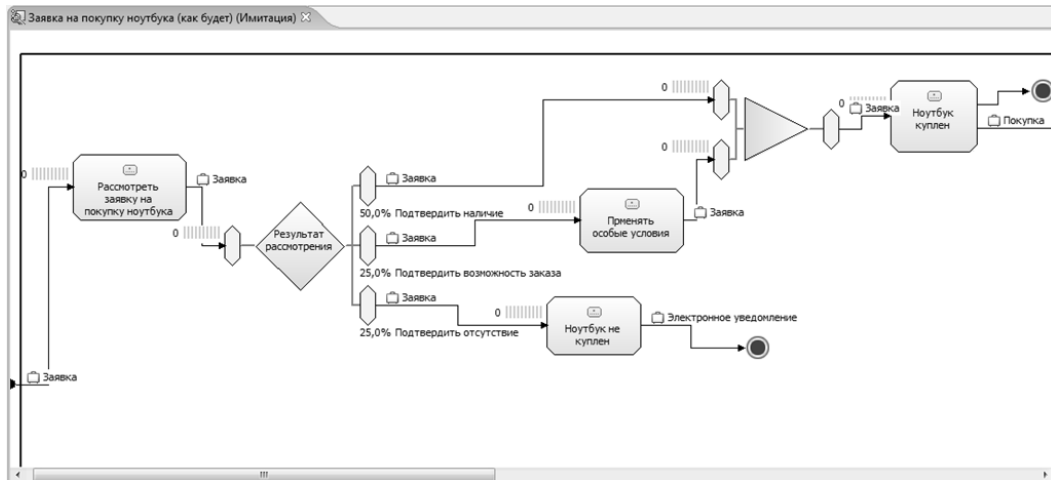 Заявка на покупку ноутбука (как будет) (Имитация)
0
0
Заявка
Ноутбук
куплен
Покупка
0
0
Рассмотреть
заявку на
покупку ноутбука
Заявка
0
Результат
рассмотрения
Заявка
50,0% Подтвердить наличие
0
Прменять
особые условия
Заявка
Заявка
25,0% Подтвердить возможность заказа
Заявка
25,0% Подтвердить отсутствие
0
Ноутбук не
куплен
Электронное уведомление
Заявка